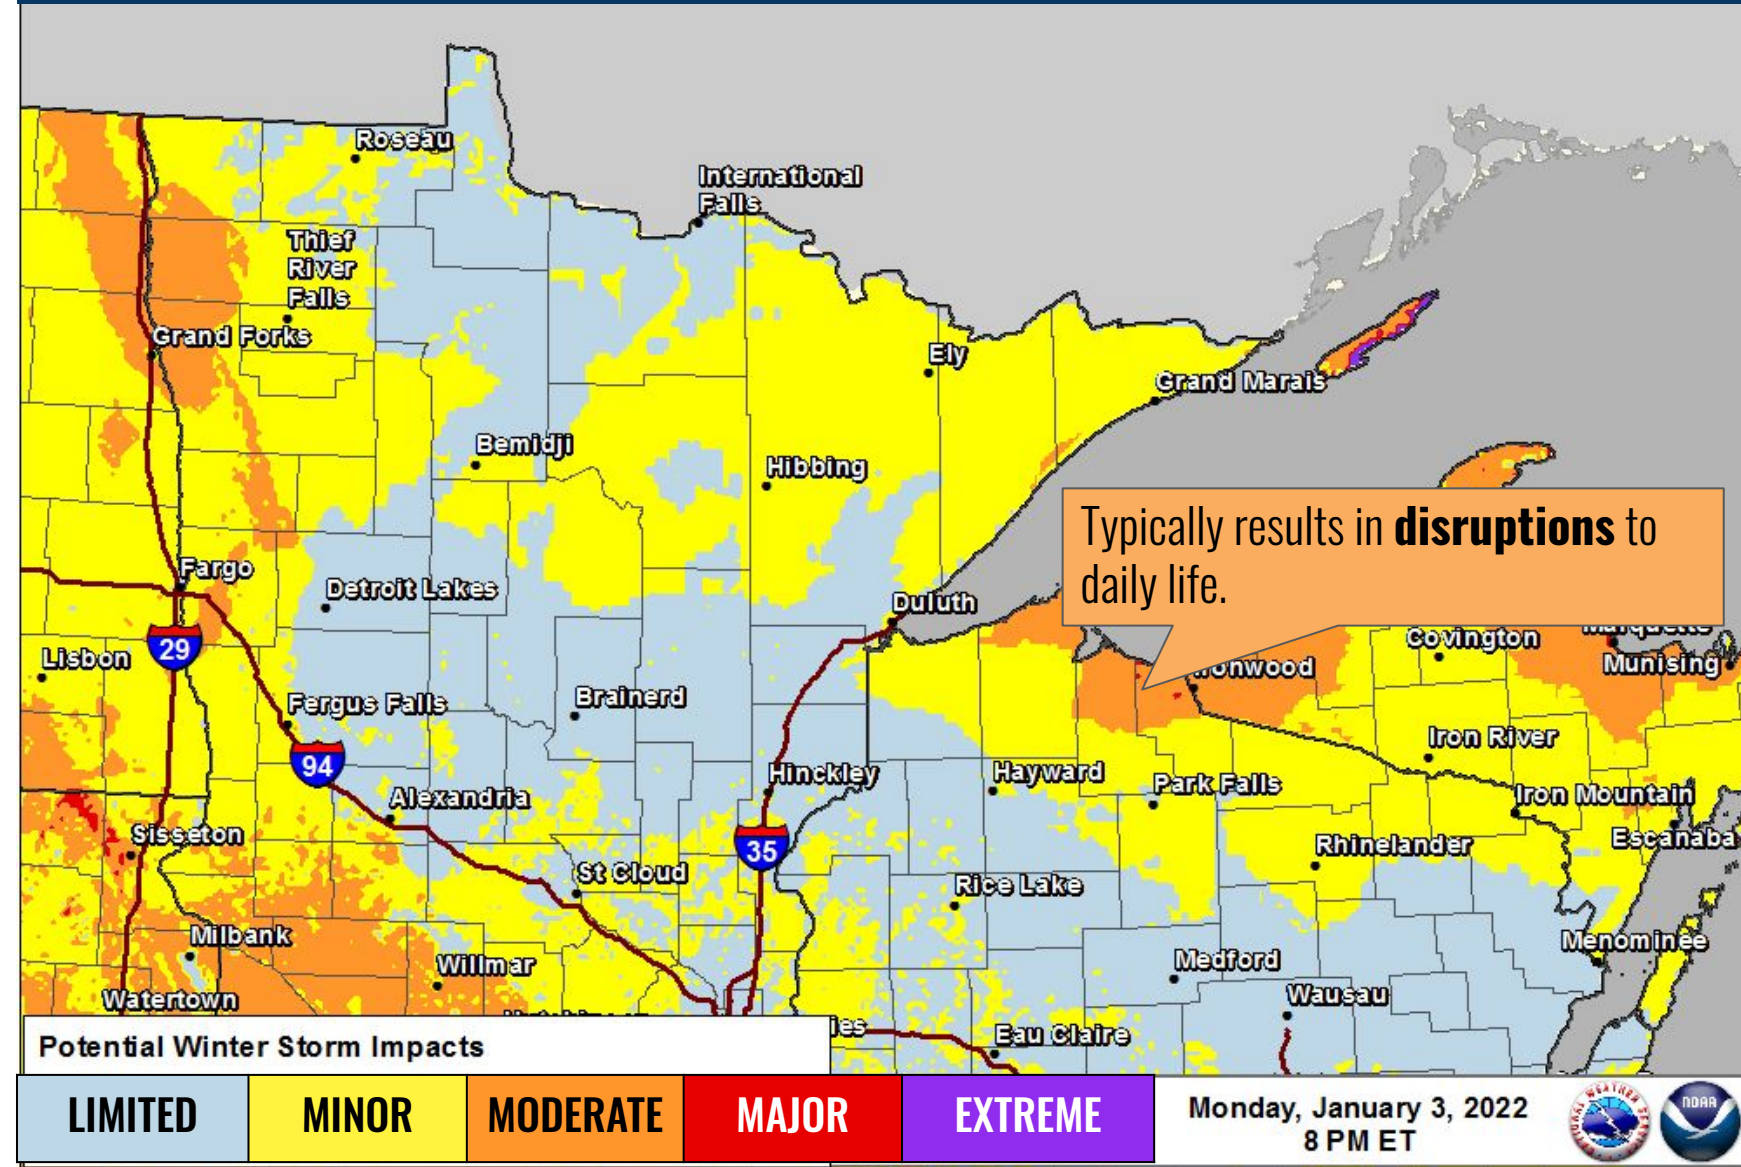 Roseau
International
Falls
Thief
River
Falls
Grand Forks
Ely
Grand Marais
Bemidji
Hibbing
Typically results in disruptions to
daily life.
Fargo
Detroit Lakes
Duluth
29
Lisbon
Covington
Munising
Fergus Falls
Brainerd
Iron River
94
Hinckley
Hayward
Park Falls
Alexandria
Iron Mountain
Sisseton
35
Rhinelander
Escanaba
St Cloud
Rice Lake
Milbank
Willmar
Medford
Menominee
Watertown
Wausau
Eau Claire
Potential Winter Storm Impacts
LIMITED
MINOR
MODERATE
MAJOR
EXTREME
Monday, January 3, 2022
8 PM ET
NOAA